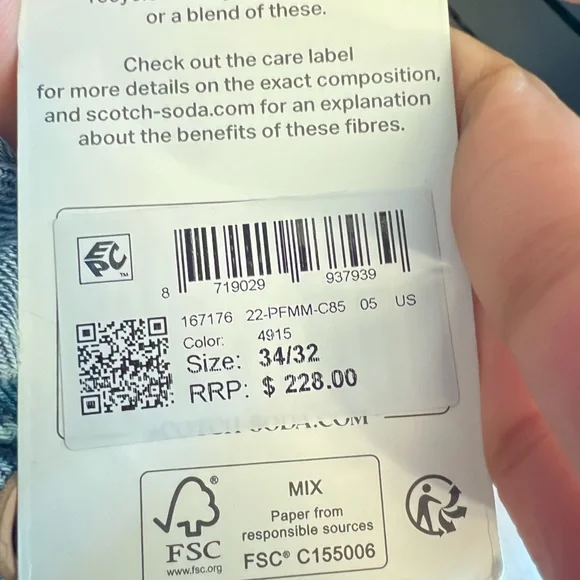 or a blend of these.
Check out the care label
for more details on the exact composition,
and scotch-soda.com for an explanation
about the benefits of these fibres.
EPC TM
8 719029 937939
167176 22-PFMM-C85 05 US
Color: 4915
Size: 34/32
RRP: $ 228.00
®
MIX
Paper from
responsible sources
FSC
www.fsc.org
FSC® C155006